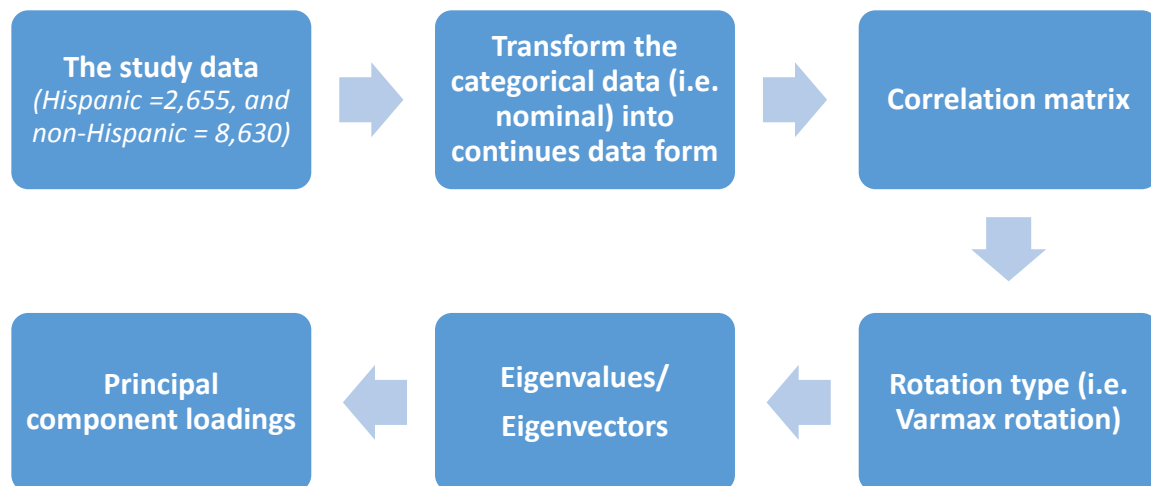 The study data
(Hispanic =2,655, and
non-Hispanic = 8,630)
Transform the
categorical data (i.e.
nominal) into
continues data form
Correlation matrix
Rotation type (i.e.
Varmax rotation)
Eigenvalues/
Eigenvectors
Principal
component loadings